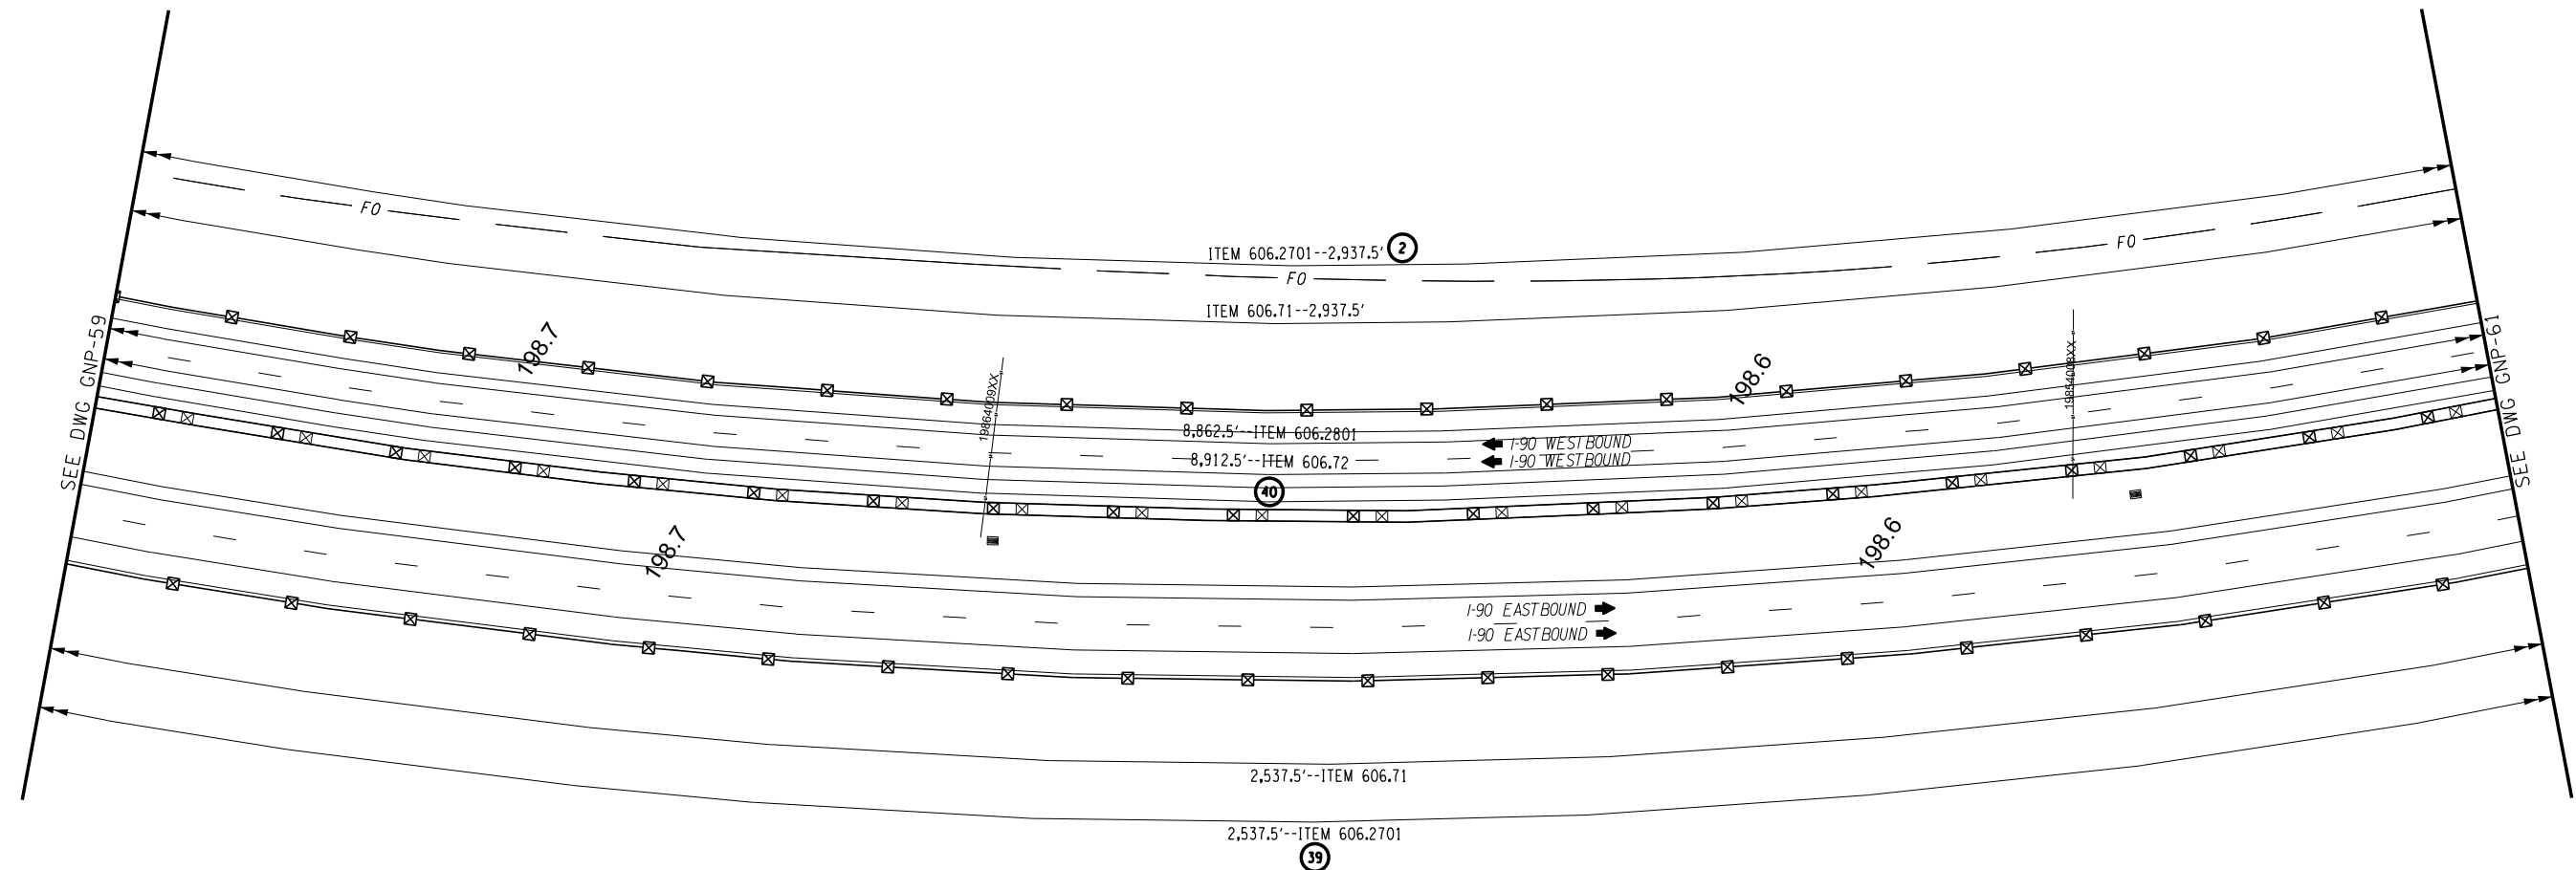 FO
FO
ITEM 606.2701--2,937.5' 2
FO
ITEM 606.71--2,937.5'
SEE DWG GNP-59
SEE DWG GNP-61
198.7
198.6
19864009XX
19854008XX
8,862.5'--ITEM 606.2801
I-90 WESTBOUND
8,912.5'--ITEM 606.72
I-90 WESTBOUND
40
198.7
198.6
I-90 EASTBOUND
I-90 EASTBOUND
2,537.5'--ITEM 606.71
2,537.5'--ITEM 606.2701
39